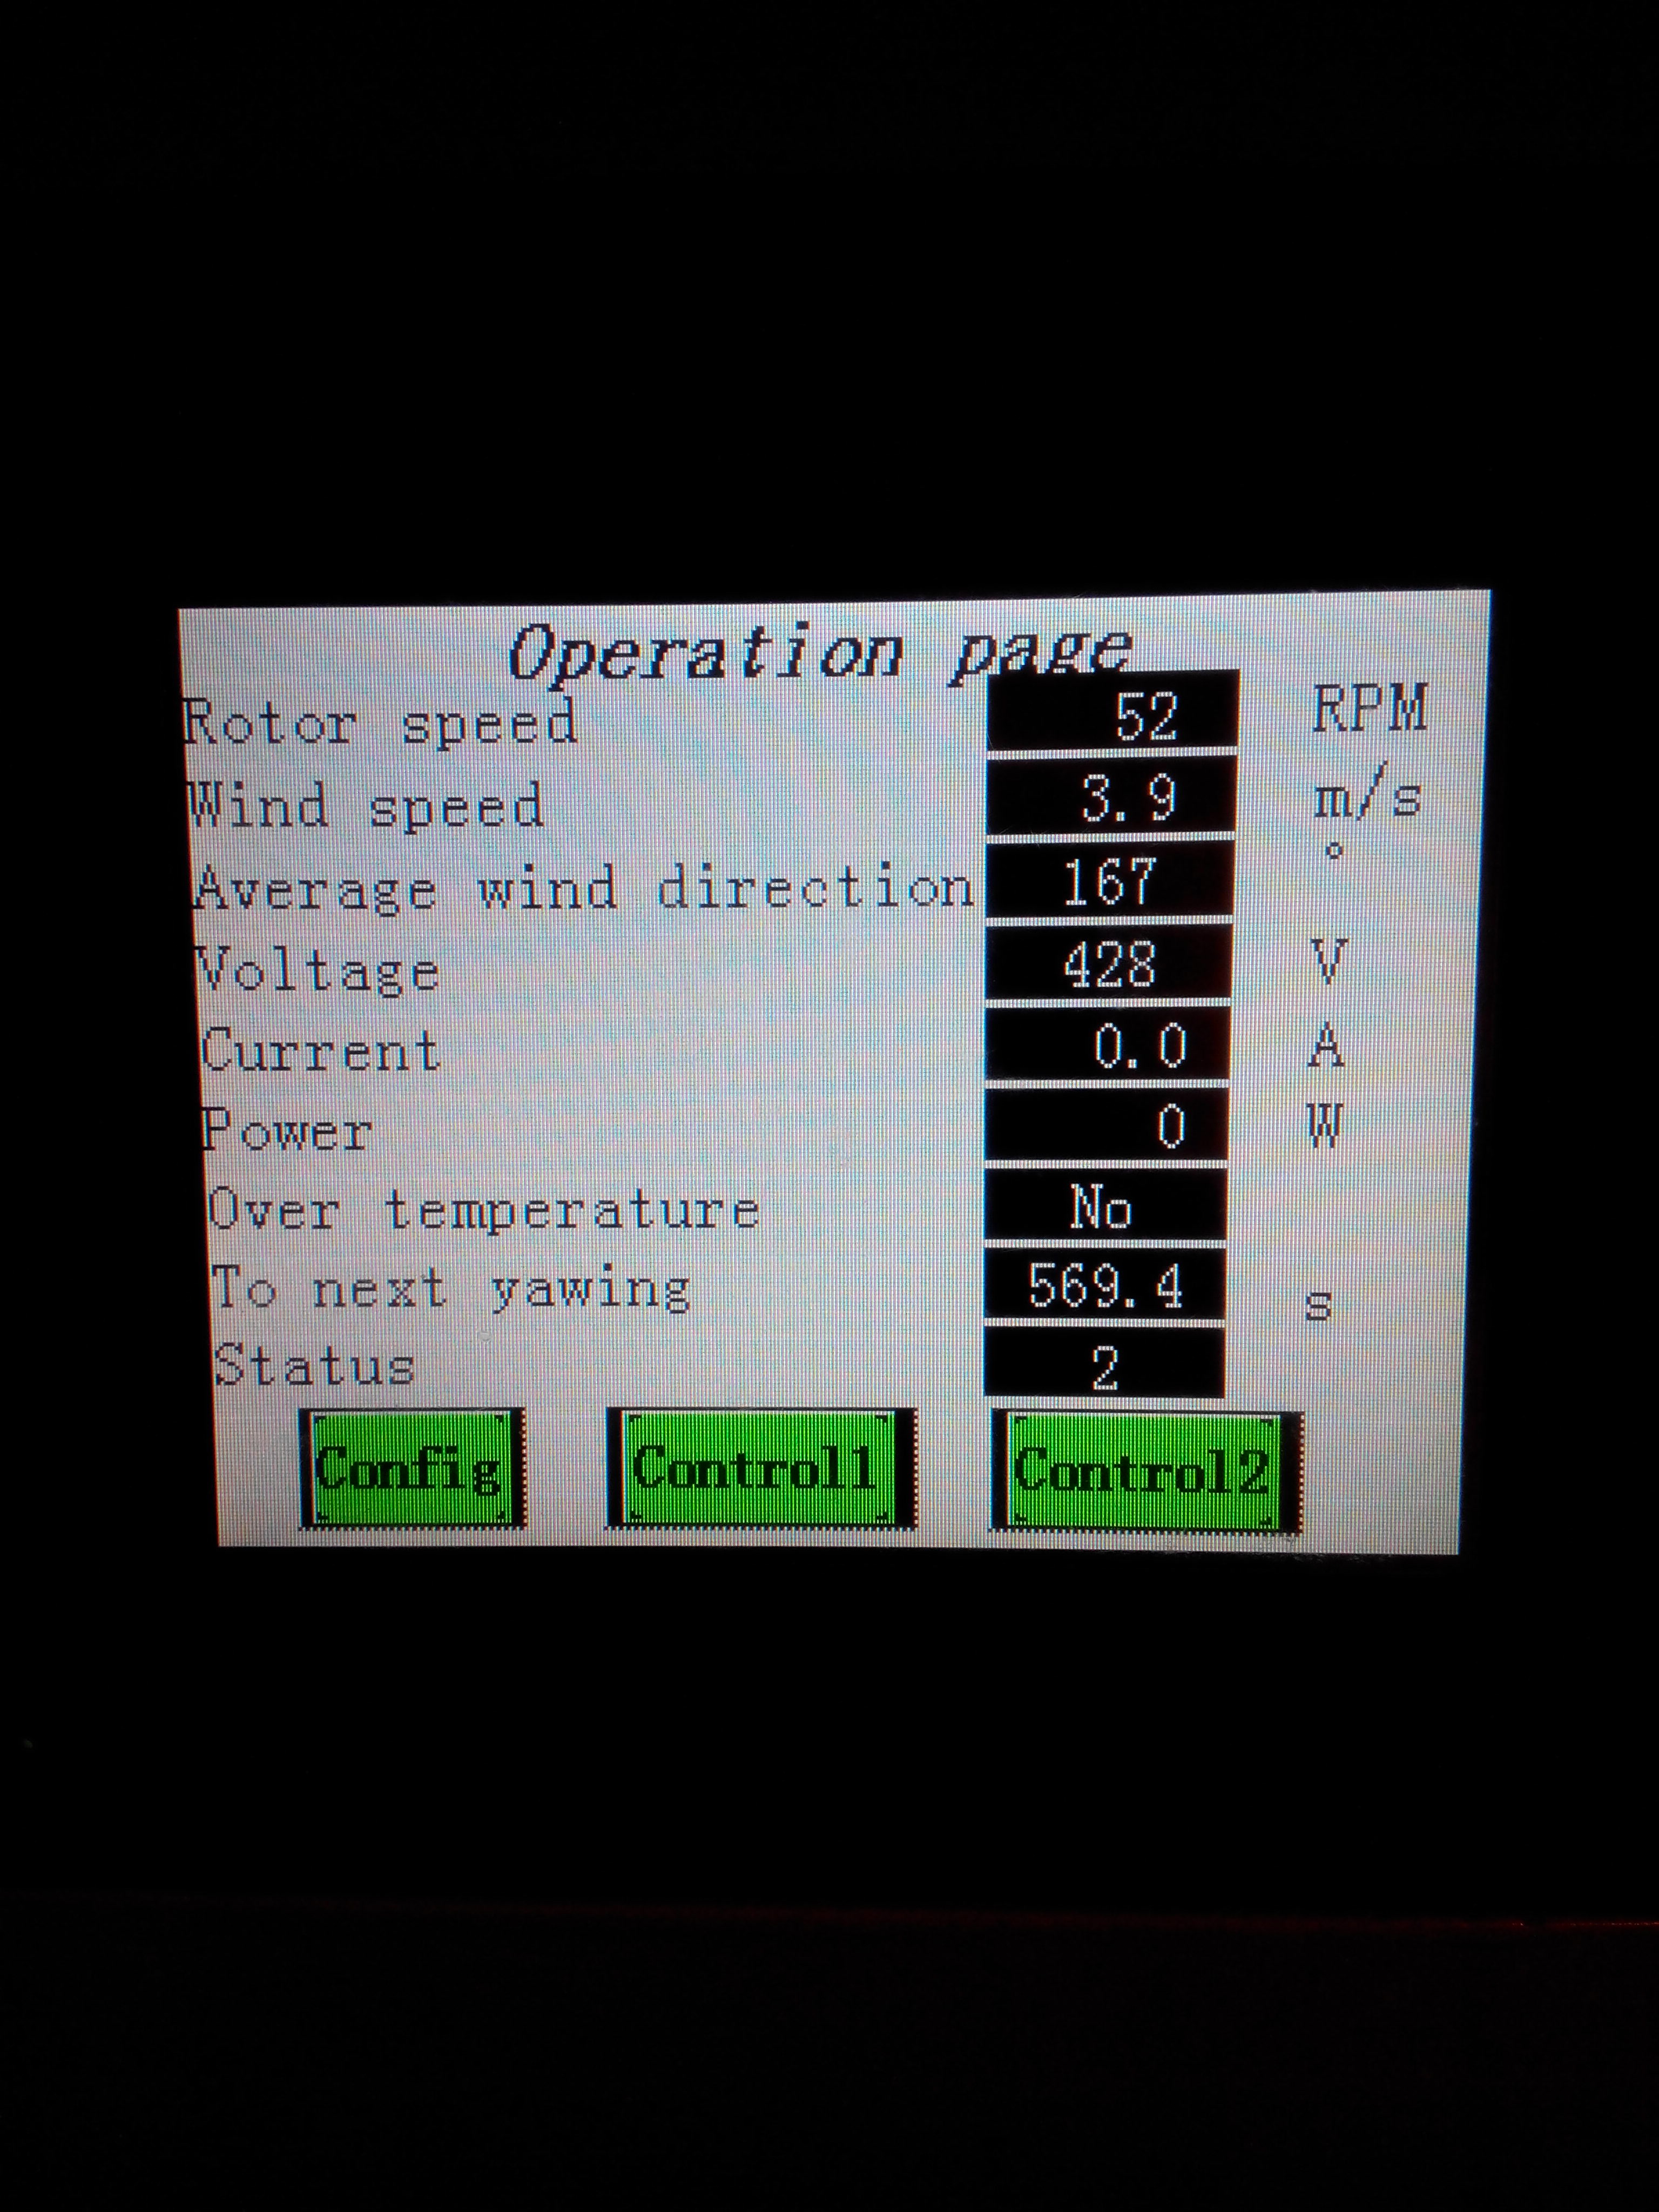 Operation page
Rotor speed 52 RPM
Wind speed 3.9 m/s
Average wind direction 167 °
Voltage 428 V
Current 0.0 A
Power 0 W
Over temperature No
To next yawing 569.4 s
Status 2
Config Control1 Control2